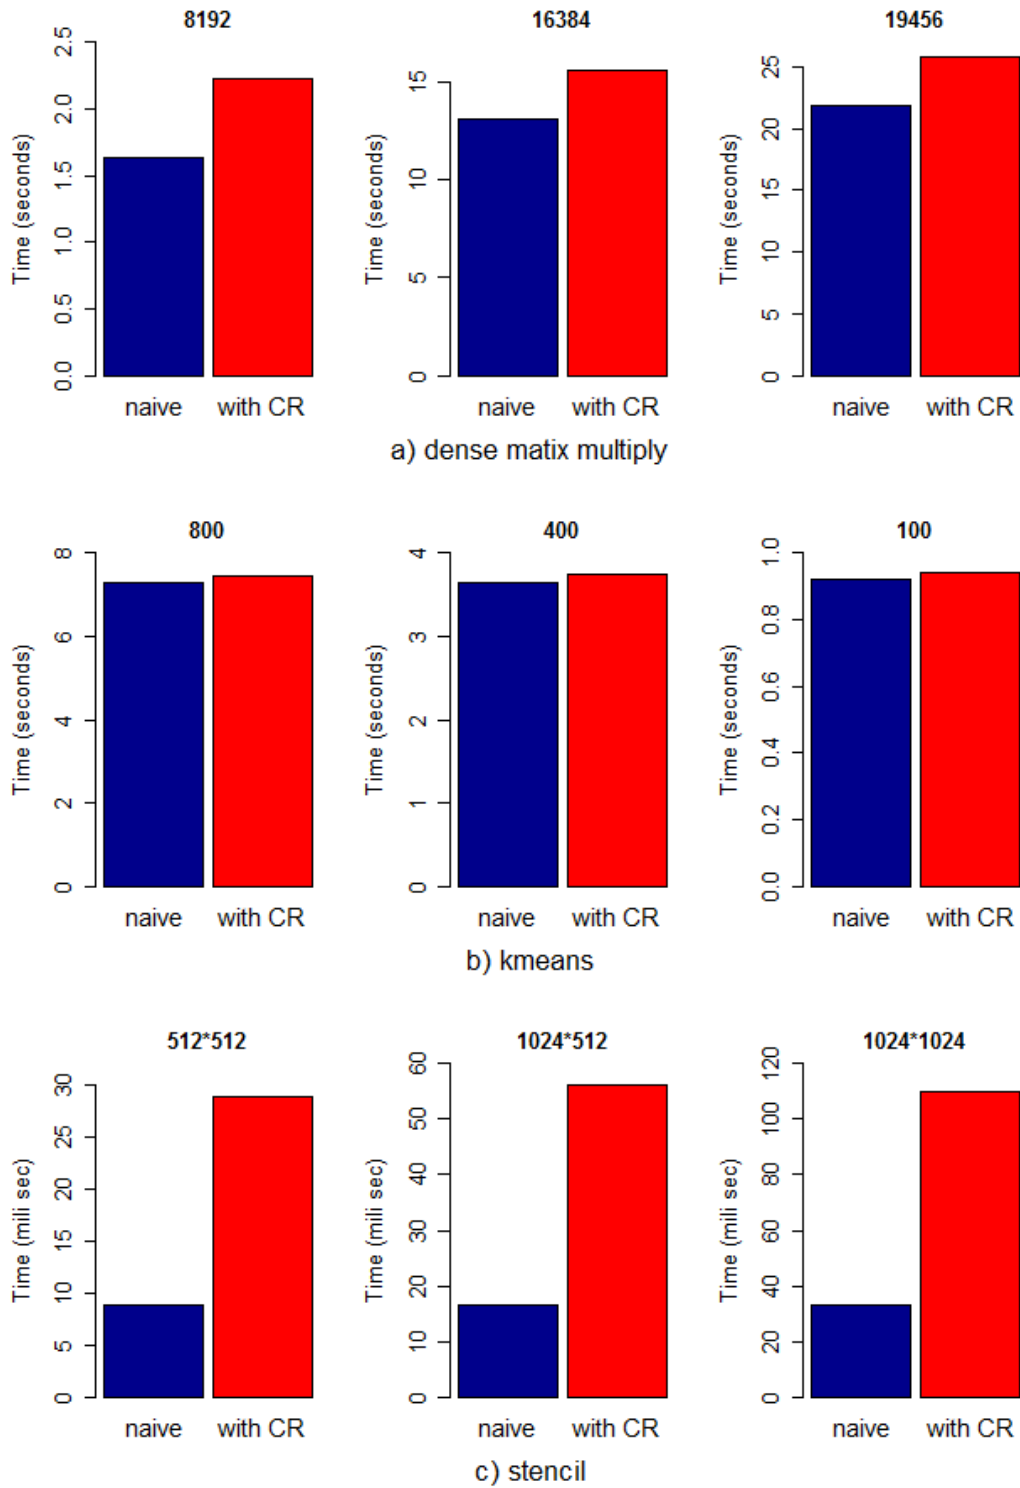 8192 16384 19456
Time (seconds) 0.0 0.5 1.0 1.5 2.0 2.5
Time (seconds) 0 5 10 15
Time (seconds) 0 5 10 15 20 25
naive with CR naive with CR naive with CR
a) dense matix multiply
800 400 100
Time (seconds) 0 2 4 6 8
Time (seconds) 0 1 2 3 4
Time (seconds) 0.0 0.2 0.4 0.6 0.8 1.0
naive with CR naive with CR naive with CR
b) kmeans
512*512 1024*512 1024*1024
Time (mili sec) 0 5 10 15 20 25 30
Time (mili sec) 0 10 20 30 40 50 60
Time (mili sec) 0 20 40 60 80 100 120
naive with CR naive with CR naive with CR
c) stencil